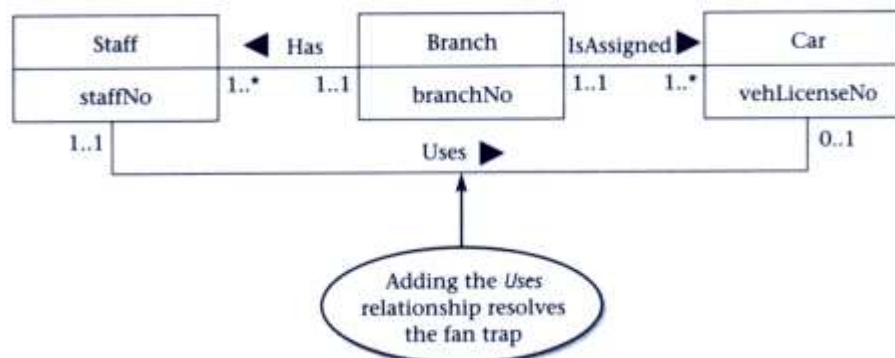 Staff
Has
Branch
IsAssigned
Car
staffNo
1..*
1..1
branchNo
1..1
1..*
vehLicenseNo
1..1
Uses
0..1
Adding the Uses
relationship resolves
the fan trap